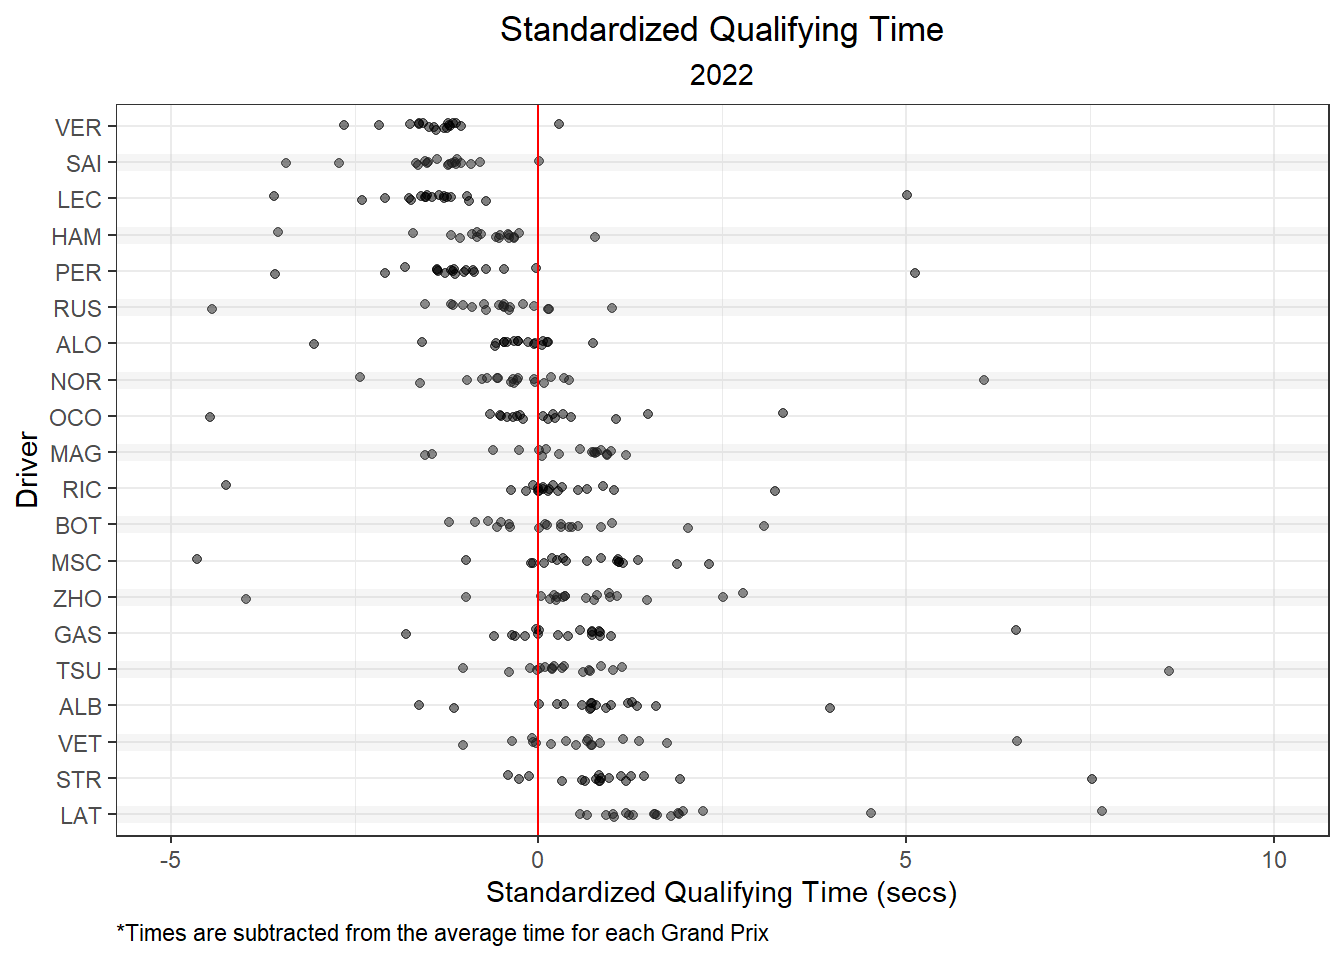 Standardized Qualifying Time
2022
VER
SAI
LEC
HAM
PER
RUS
ALO
NOR
OCO
MAG
RIC
BOT
MSC
ZHO
GAS
TSU
ALB
VET
STR
LAT
Driver
-5 0 5 10
Standardized Qualifying Time (secs)
*Times are subtracted from the average time for each Grand Prix